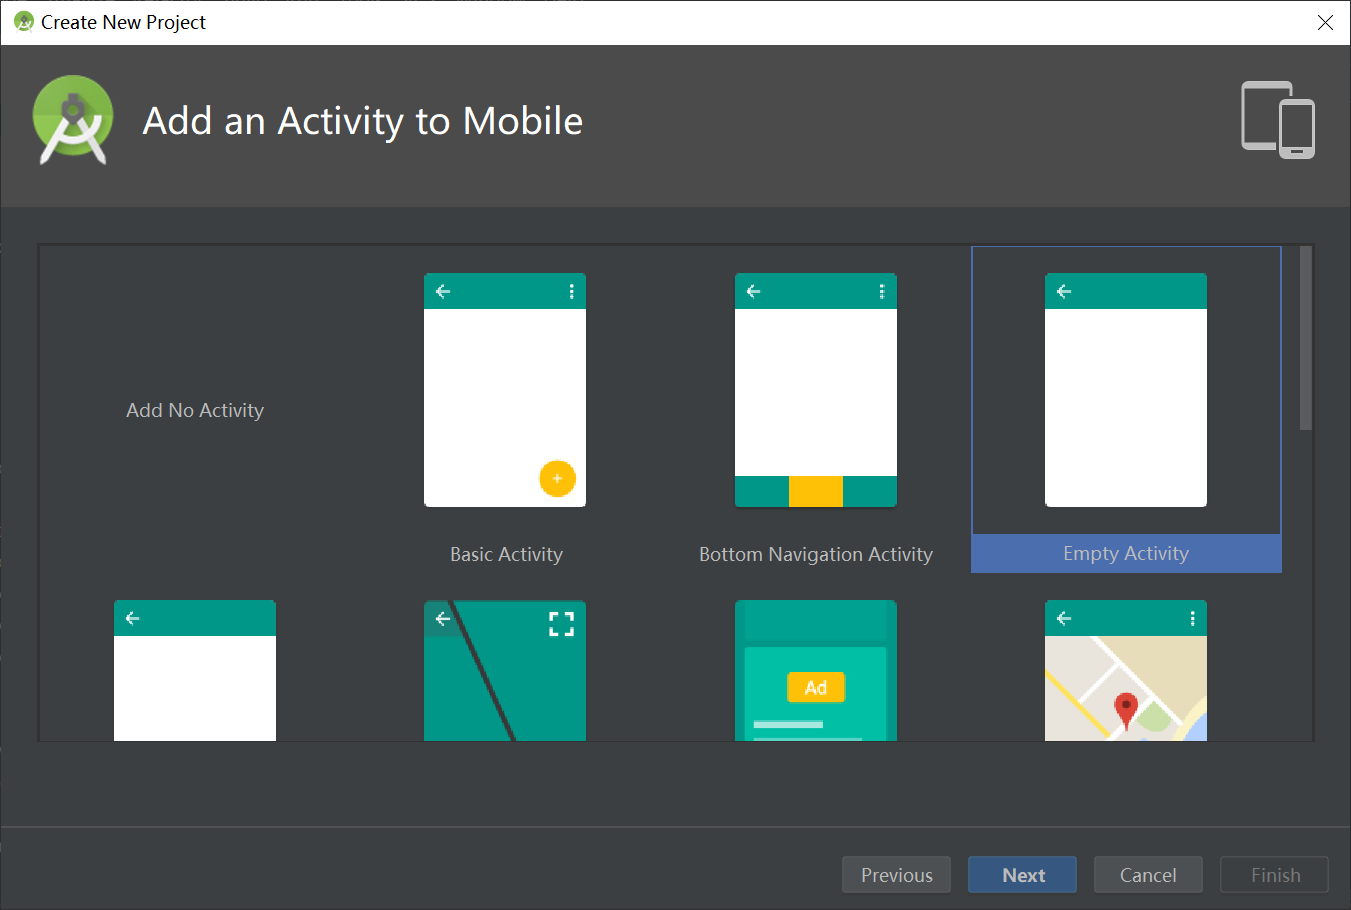 Create New Project
Add an Activity to Mobile
Add No Activity
Basic Activity
Bottom Navigation Activity
Empty Activity
Ad
Previous
Next
Cancel
Finish